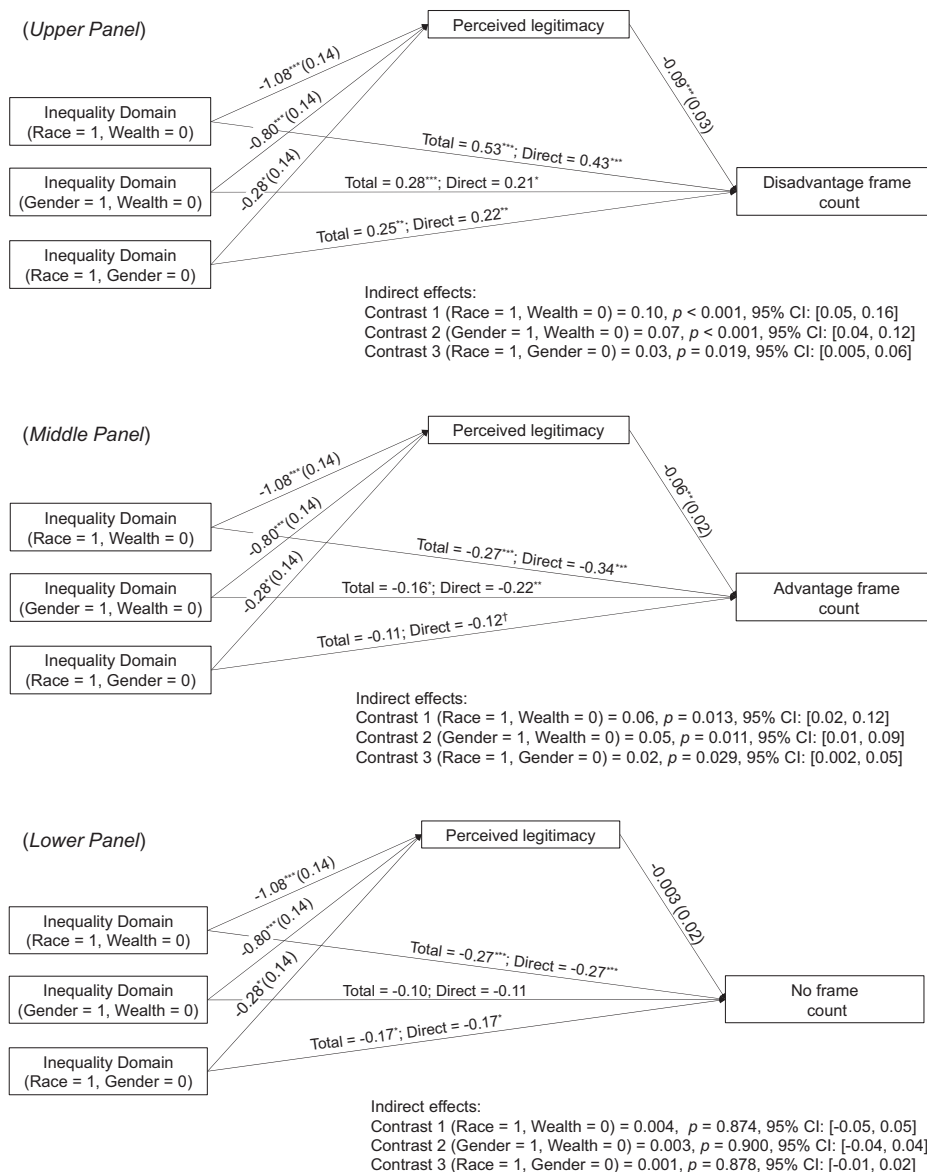 (Upper Panel)
Perceived legitimacy
-1.08***(0.14)
-0.80***(0.14)
-0.28*(0.14)
-0.09***(0.03)
Inequality Domain
(Race = 1, Wealth = 0)
Inequality Domain
(Gender = 1, Wealth = 0)
Inequality Domain
(Race = 1, Gender = 0)
Total = 0.53***; Direct = 0.43***
Total = 0.28***; Direct = 0.21*
Total = 0.25**; Direct = 0.22**
Disadvantage frame
count
Indirect effects:
Contrast 1 (Race = 1, Wealth = 0) = 0.10, p < 0.001, 95% CI: [0.05, 0.16]
Contrast 2 (Gender = 1, Wealth = 0) = 0.07, p < 0.001, 95% CI: [0.04, 0.12]
Contrast 3 (Race = 1, Gender = 0) = 0.03, p = 0.019, 95% CI: [0.005, 0.06]
(Middle Panel)
Perceived legitimacy
-1.08***(0.14)
-0.80***(0.14)
-0.28*(0.14)
-0.06**(0.02)
Inequality Domain
(Race = 1, Wealth = 0)
Inequality Domain
(Gender = 1, Wealth = 0)
Inequality Domain
(Race = 1, Gender = 0)
Total = -0.27***; Direct = -0.34***
Total = -0.16*; Direct = -0.22**
Total = -0.11; Direct = -0.12†
Advantage frame
count
Indirect effects:
Contrast 1 (Race = 1, Wealth = 0) = 0.06, p = 0.013, 95% CI: [0.02, 0.12]
Contrast 2 (Gender = 1, Wealth = 0) = 0.05, p = 0.011, 95% CI: [0.01, 0.09]
Contrast 3 (Race = 1, Gender = 0) = 0.02, p = 0.029, 95% CI: [0.002, 0.05]
(Lower Panel)
Perceived legitimacy
-1.08***(0.14)
-0.80***(0.14)
-0.28*(0.14)
-0.003 (0.02)
Inequality Domain
(Race = 1, Wealth = 0)
Inequality Domain
(Gender = 1, Wealth = 0)
Inequality Domain
(Race = 1, Gender = 0)
Total = -0.27***; Direct = -0.27***
Total = -0.10; Direct = -0.11
Total = -0.17*; Direct = -0.17*
No frame
count
Indirect effects:
Contrast 1 (Race = 1, Wealth = 0) = 0.004, p = 0.874, 95% CI: [-0.05, 0.05]
Contrast 2 (Gender = 1, Wealth = 0) = 0.003, p = 0.900, 95% CI: [-0.04, 0.04]
Contrast 3 (Race = 1, Gender = 0) = 0.001, p = 0.878, 95% CI: [-0.01, 0.02]